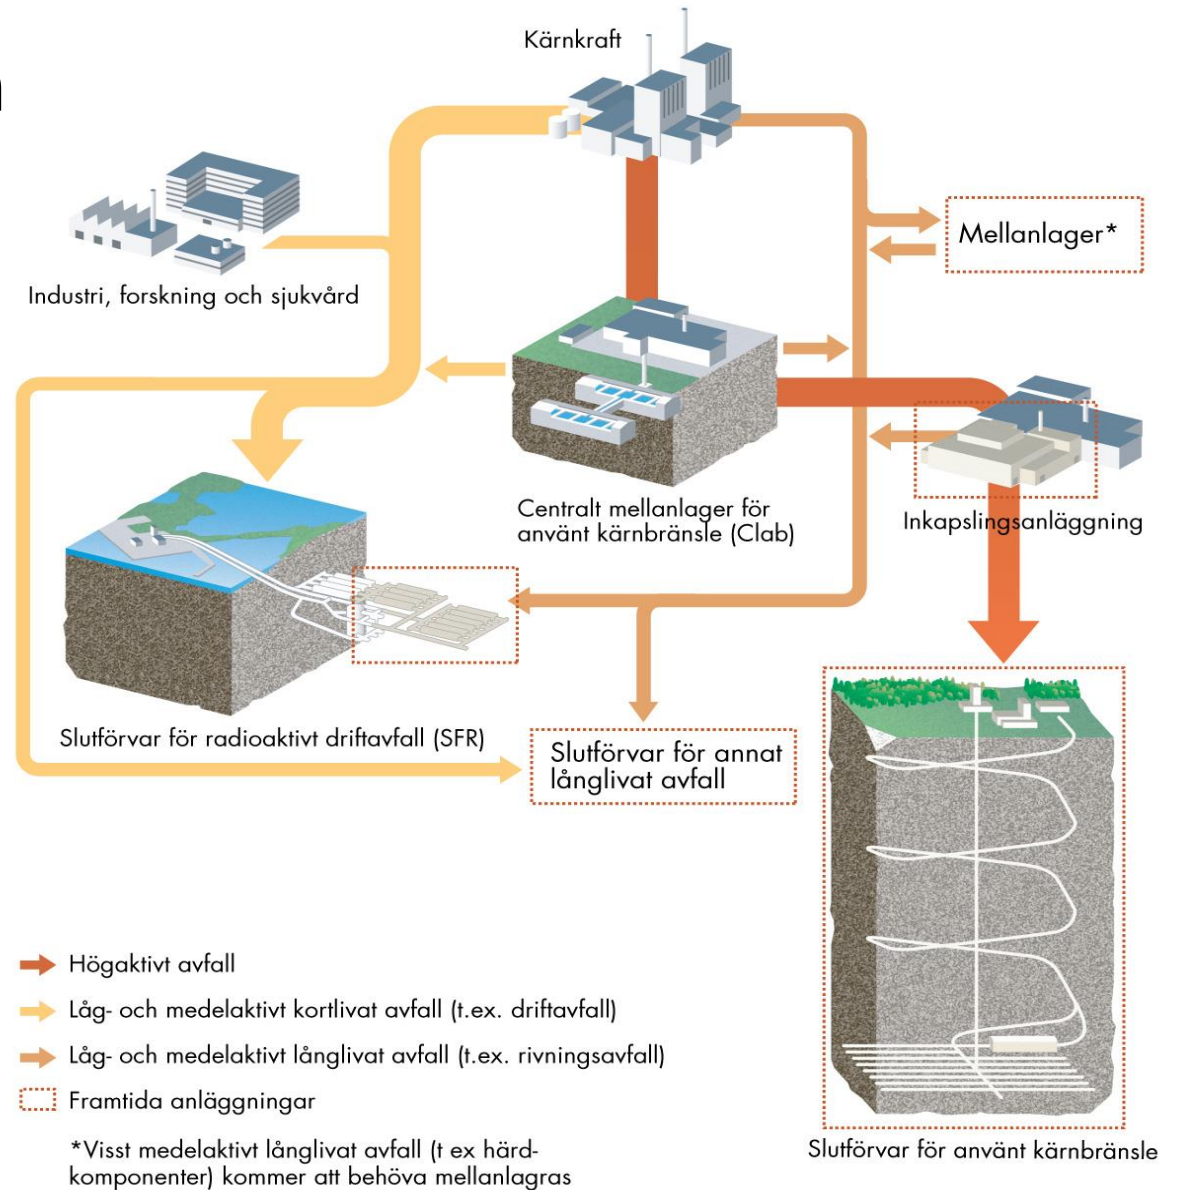 Kärnkraft
Mellanlager*
Industri, forskning och sjukvård
Centralt mellanlager för
använt kärnbränsle (Clab)
Inkapslingsanläggning
Slutförvar för radioaktivt driftavfall (SFR)
Slutförvar för annat
långlivat avfall
Högaktivt avfall
Låg- och medelaktivt kortlivat avfall (t.ex. driftavfall)
Låg- och medelaktivt långlivat avfall (t.ex. rivningsavfall)
Framtida anläggningar
*Visst medelaktivt långlivat avfall (t ex härd-
komponenter) kommer att behöva mellanlagras
Slutförvar för använt kärnbränsle